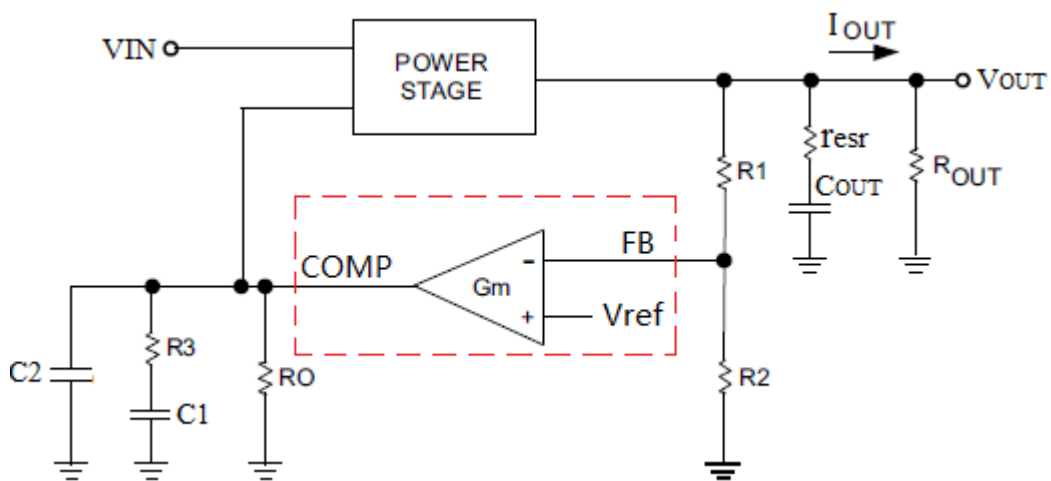 VIN
POWER
STAGE
IOUT
VOUT
R1
resr
COUT
ROUT
COMP
FB
-
Gm
+
Vref
C2
R3
C1
RO
R2